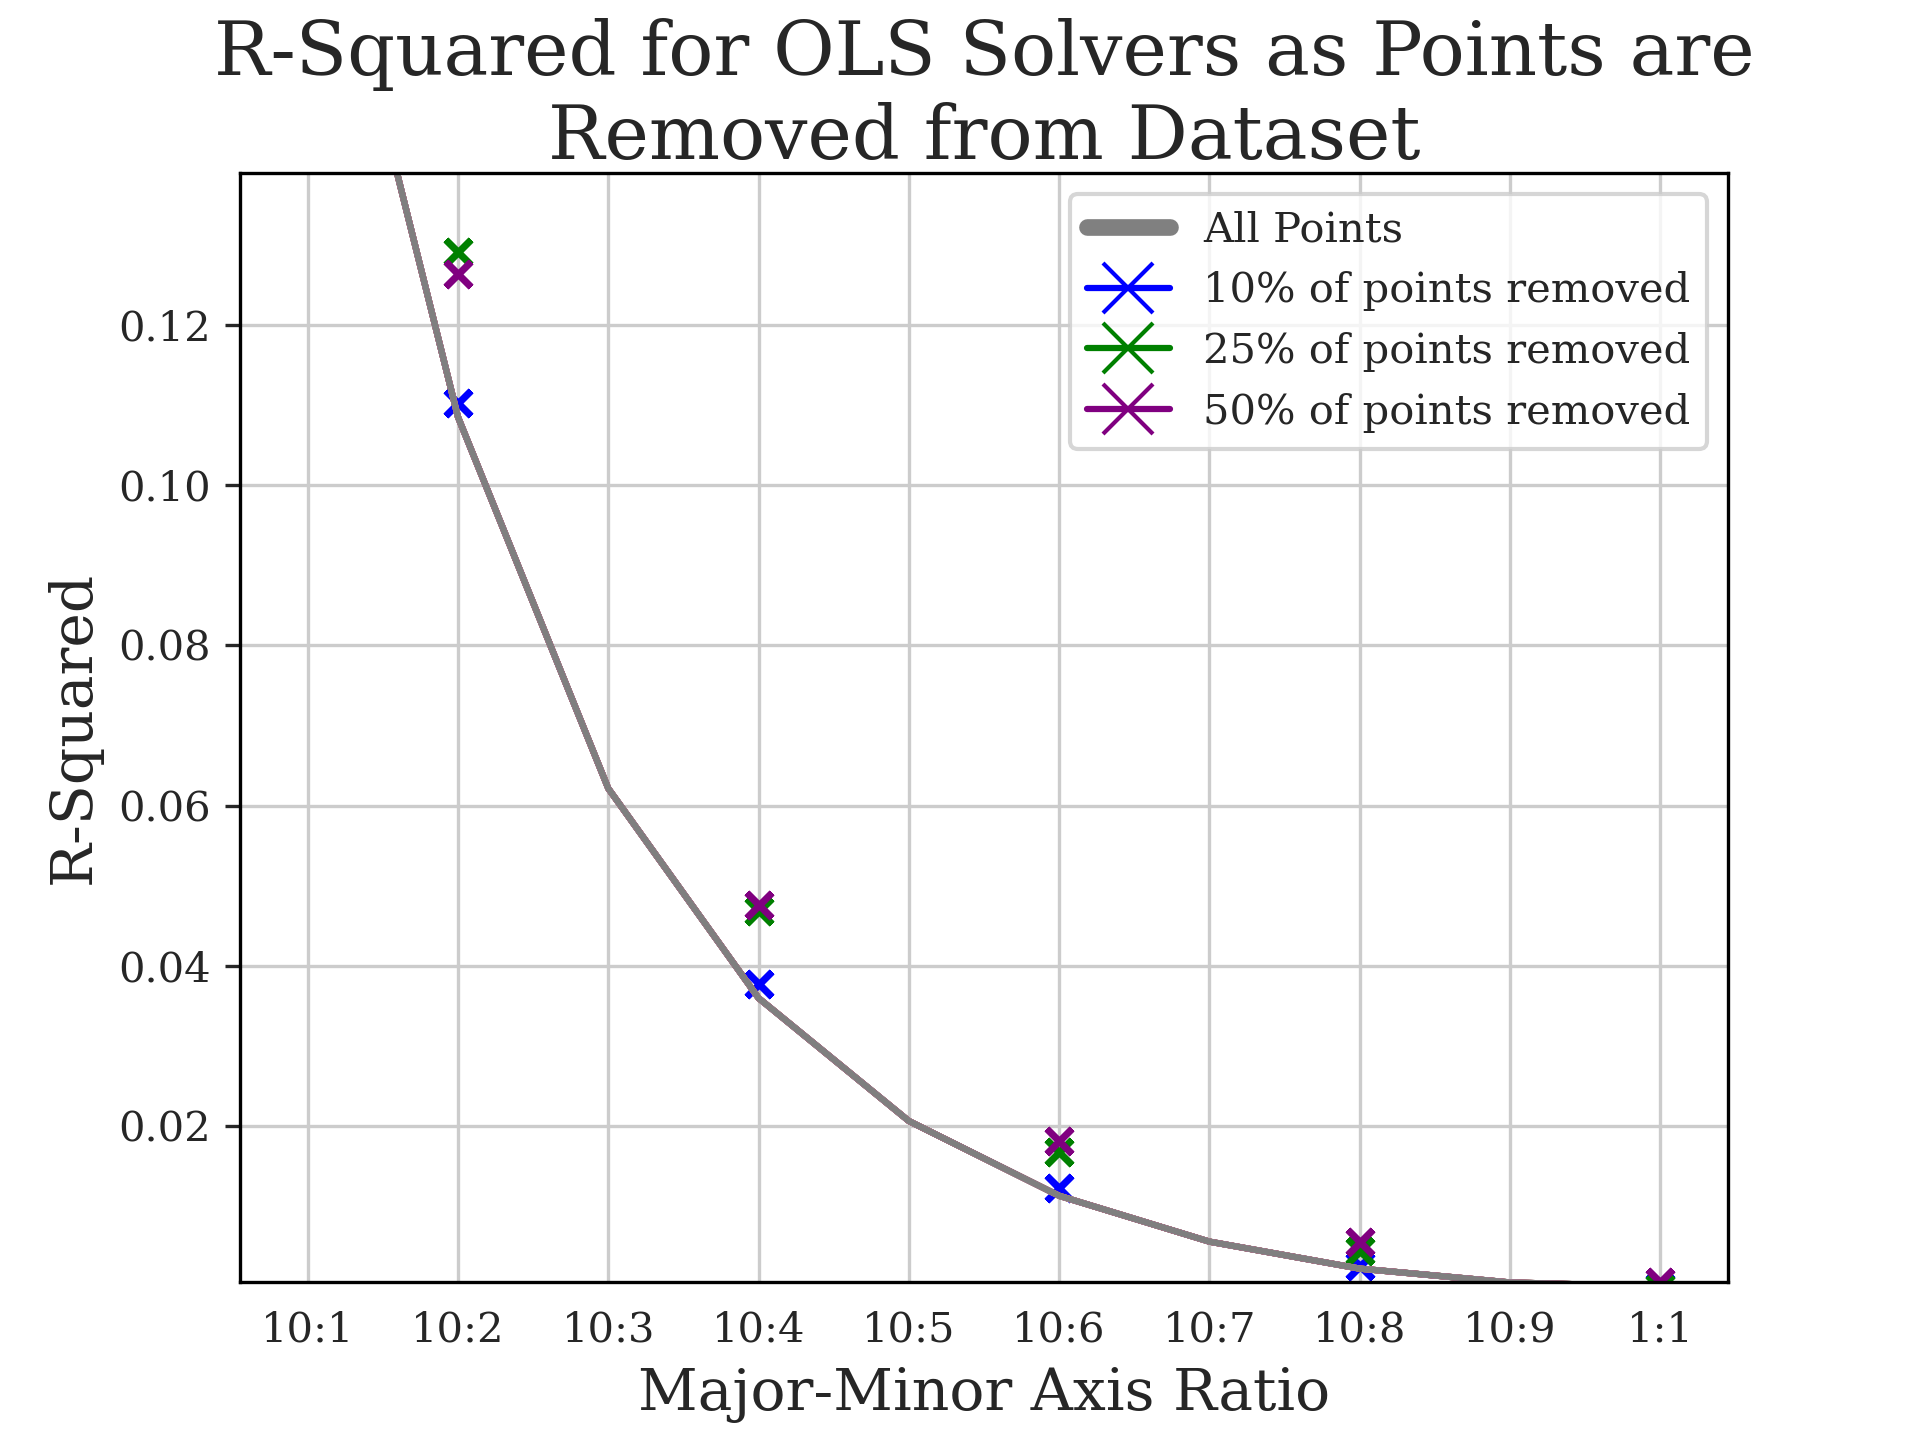 R-Squared for OLS Solvers as Points are
Removed from Dataset
All Points
10% of points removed
25% of points removed
50% of points removed
R-Squared
0.12
0.10
0.08
0.06
0.04
0.02
10:1 10:2 10:3 10:4 10:5 10:6 10:7 10:8 10:9 1:1
Major-Minor Axis Ratio